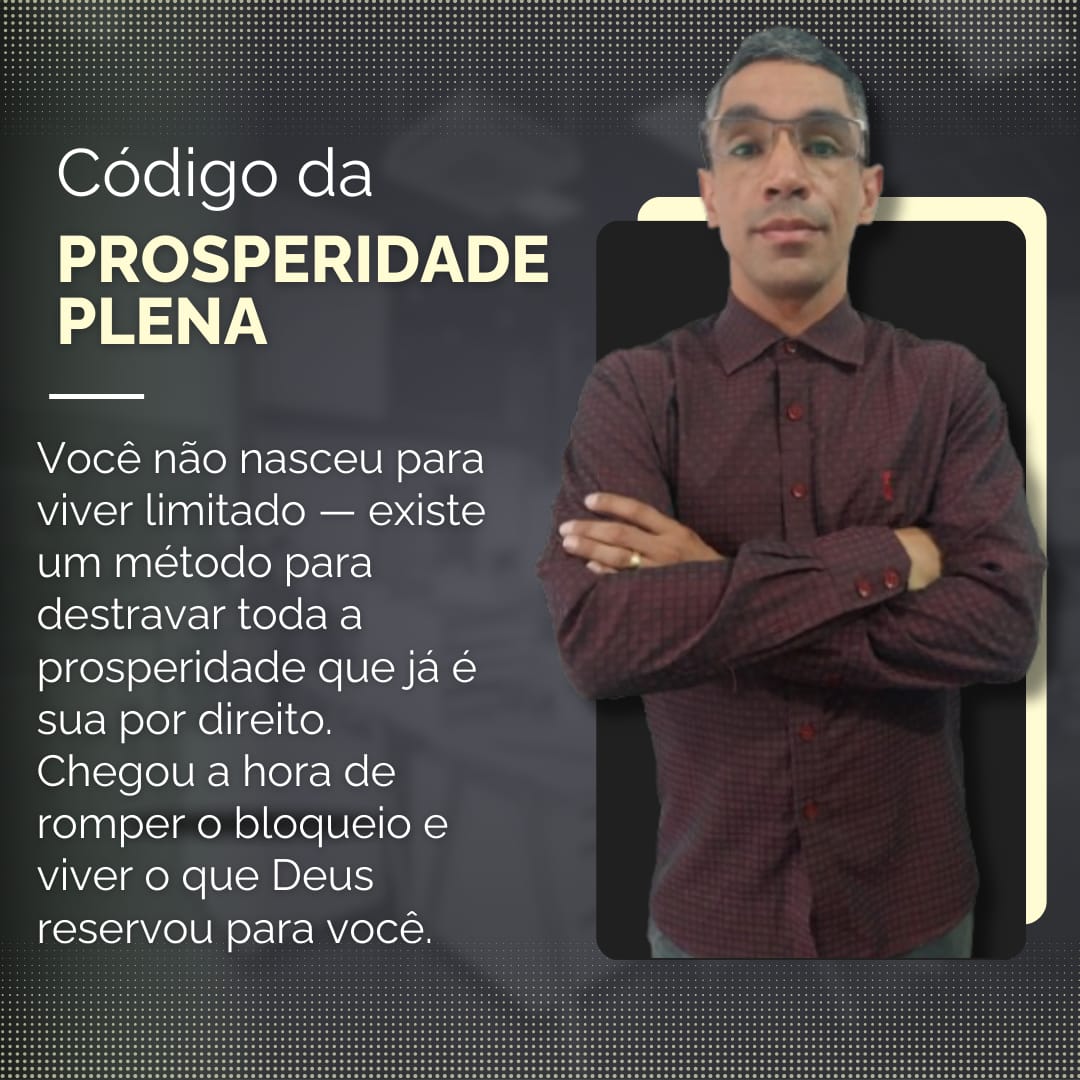 Código da
PROSPERIDADE
PLENA
Você não nasceu para
viver limitado — existe
um método para
destravar toda a
prosperidade que já é
sua por direito.
Chegou a hora de
romper o bloqueio e
viver o que Deus
reservou para você.